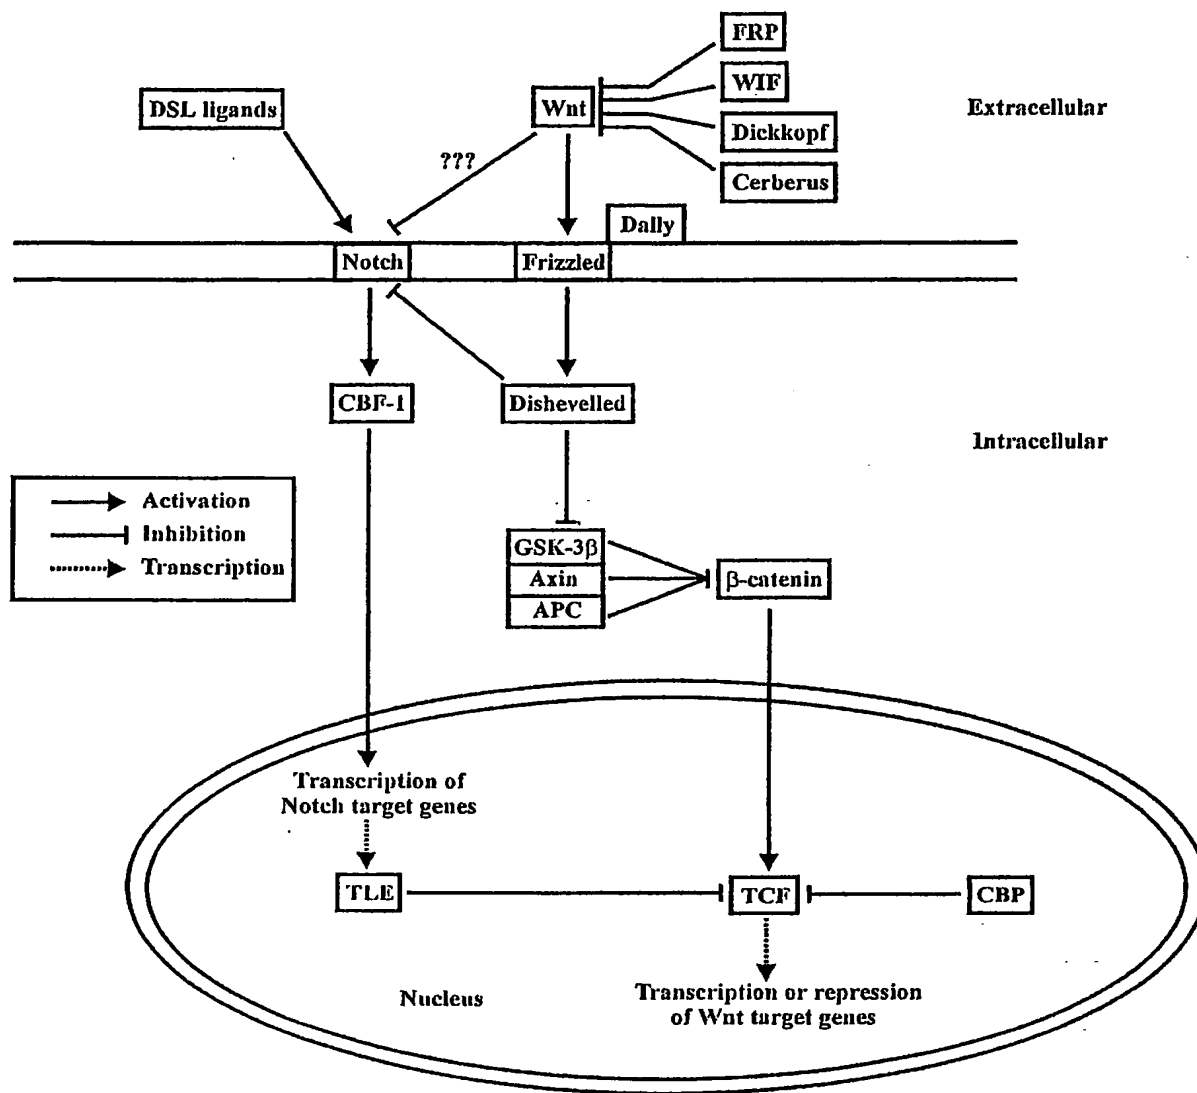 FRP
WIF
Dickkopf
Cerberus
DSL ligands
Wnt
Extracellular
???
Dally
Notch
Frizzled
CBF-1
Dishevelled
Intracellular
Activation
Inhibition
Transcription
GSK-3β
Axin
APC
β-catenin
Transcription of
Notch target genes
TLE
TCF
CBP
Nucleus
Transcription or repression
of Wnt target genes